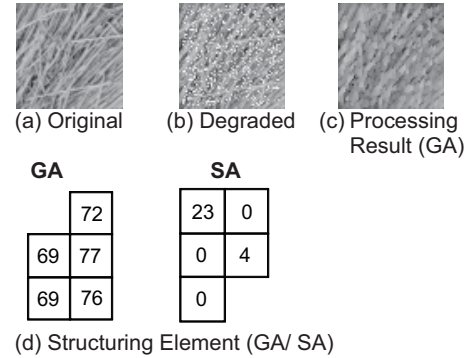 (a) Original (b) Degraded (c) Processing
Result (GA)
GA SA
72 23 0
69 77 0 4
69 76 0
(d) Structuring Element (GA/ SA)